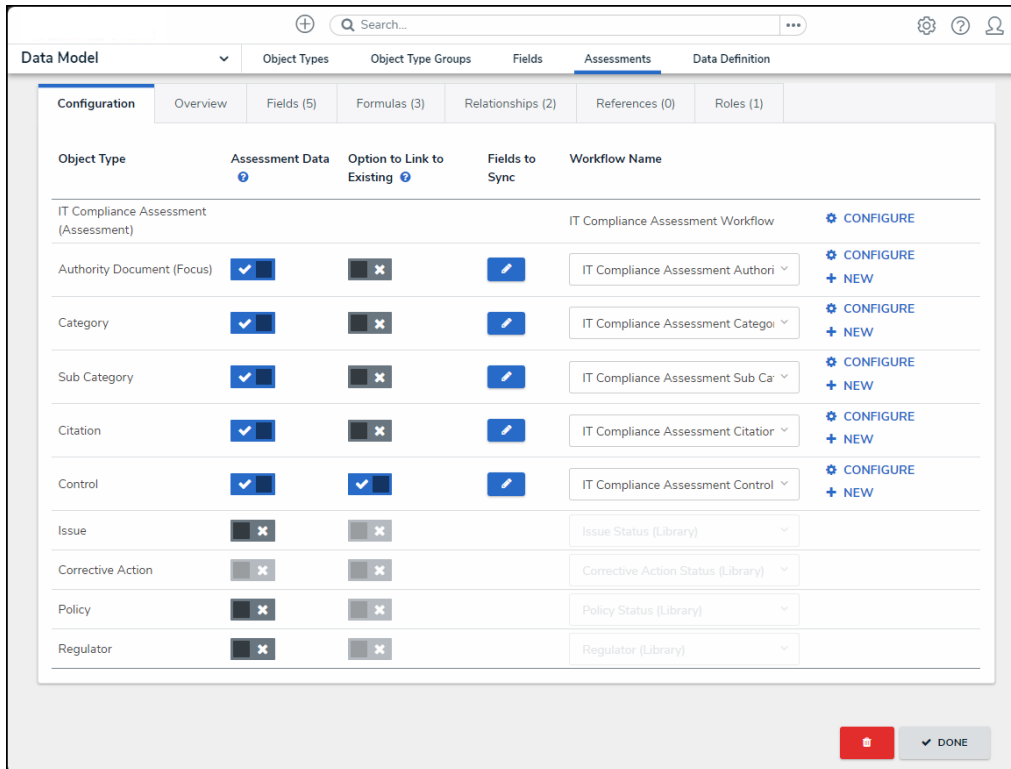 Search...
Data Model
Object Types
Object Type Groups
Fields
Assessments
Data Definition
Configuration
Overview
Fields (5)
Formulas (3)
Relationships (2)
References (0)
Roles (1)
Object Type
Assessment Data
Option to Link to
Existing
Fields to
Sync
Workflow Name
IT Compliance Assessment
(Assessment)
IT Compliance Assessment Workflow
CONFIGURE
Authority Document (Focus)
IT Compliance Assessment Authori
CONFIGURE
+ NEW
Category
IT Compliance Assessment Catego
CONFIGURE
+ NEW
Sub Category
IT Compliance Assessment Sub Ca
CONFIGURE
+ NEW
Citation
IT Compliance Assessment Citation
CONFIGURE
+ NEW
Control
IT Compliance Assessment Control
CONFIGURE
+ NEW
Issue
Issue Status (Library)
Corrective Action
Corrective Action Status (Library)
Policy
Policy Status (Library)
Regulator
Regulator (Library)
DONE